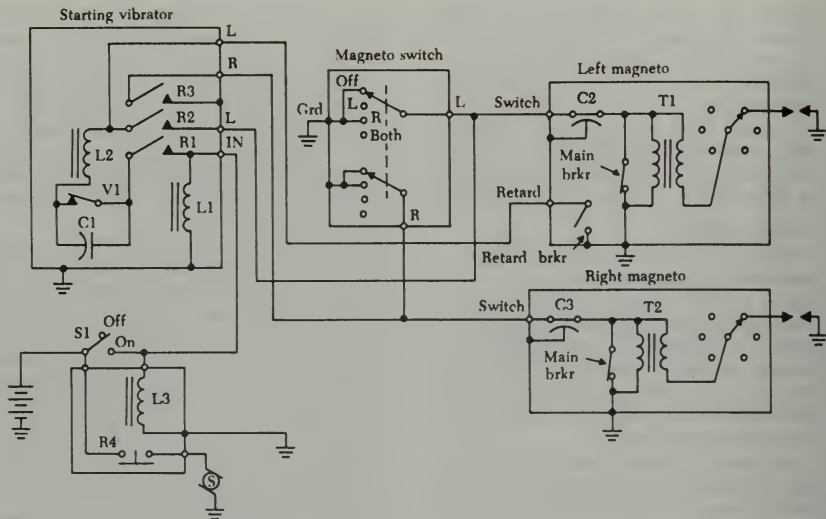 Starting vibrator
L
R
R3
L
R2
IN
R1
L2
V1
C1
L1
Magneto switch
Off
L
Grd
R
Both
L
R
Left magneto
Switch
C2
T1
Main
brkr
Retard
Retard brkr
Right magneto
Switch
C3
T2
Main
brkr
Off
S1
On
L3
R4
S